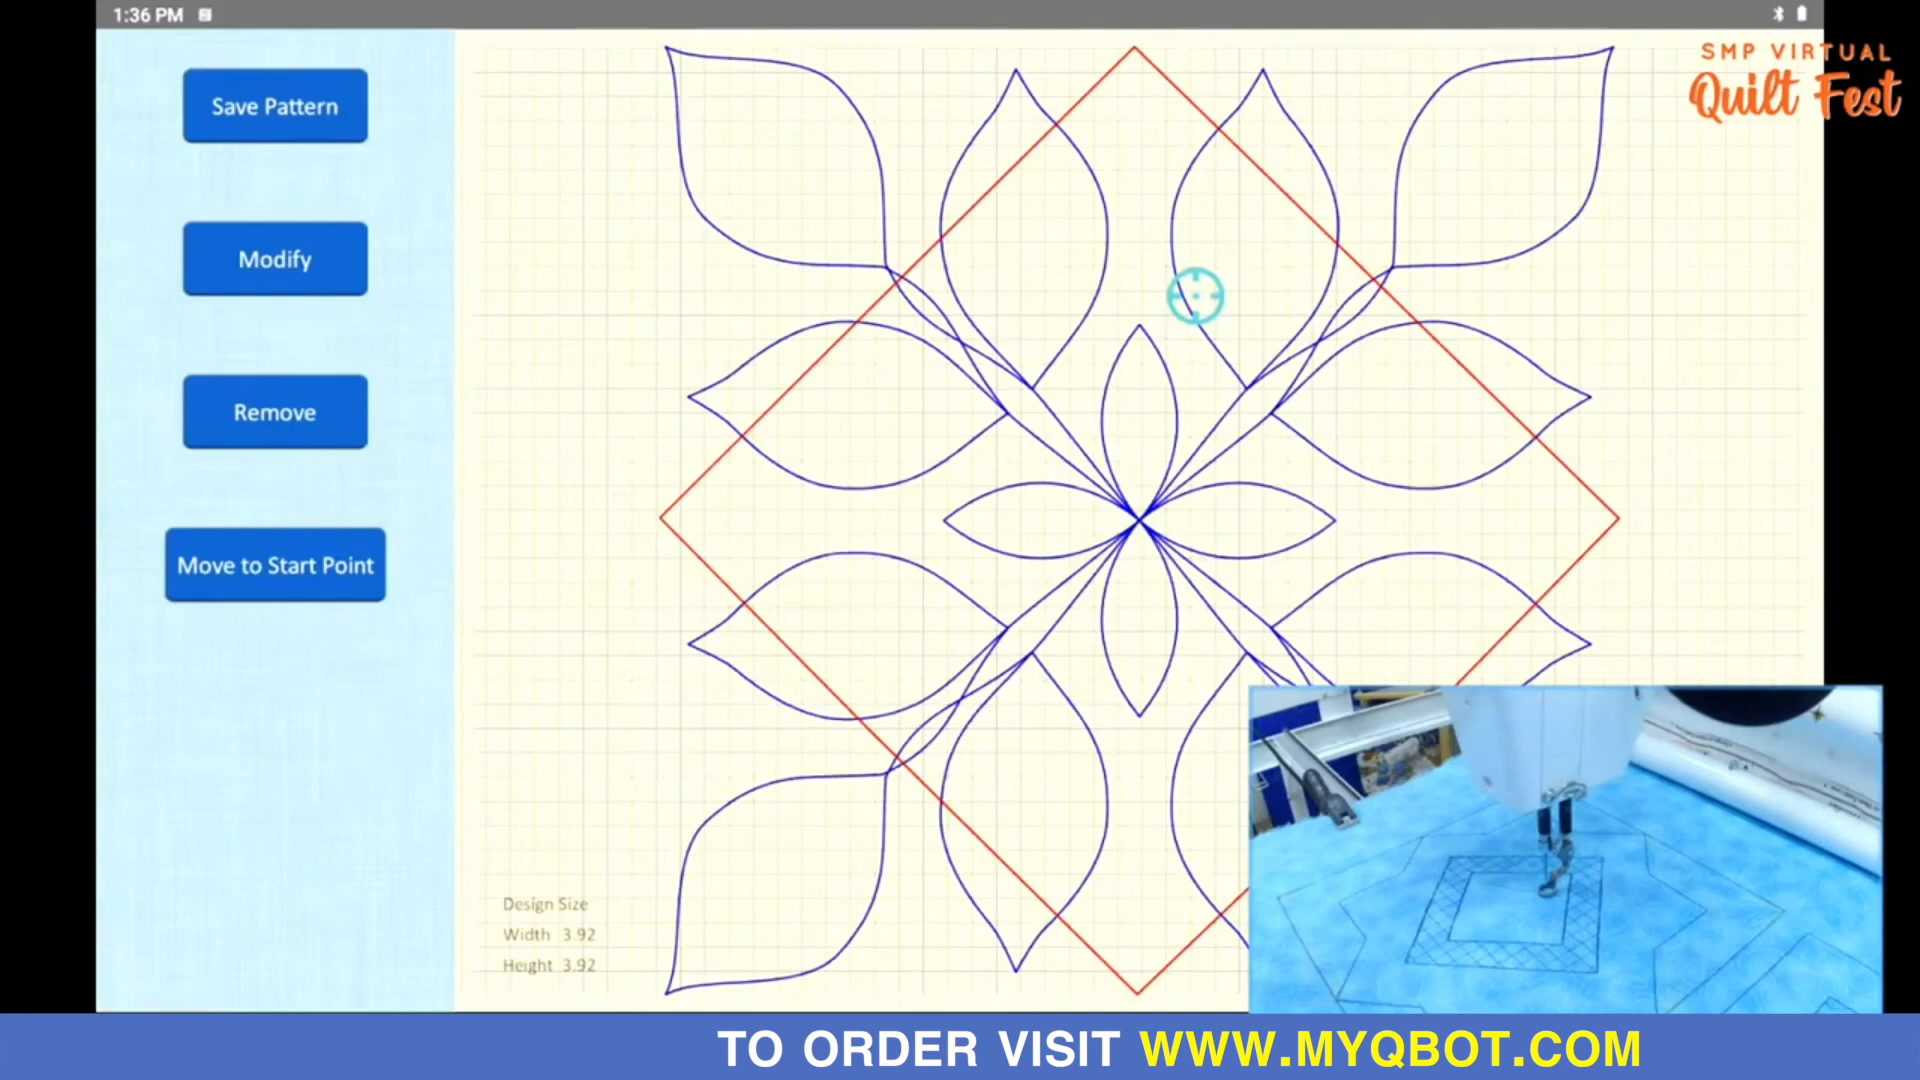 1:36 PM
SMP VIRTUAL
Quilt Fest
Save Pattern
Modify
Remove
Move to Start Point
Design Size
Width 3.92
Height 3.92
TO ORDER VISIT WWW.MYQBOT.COM